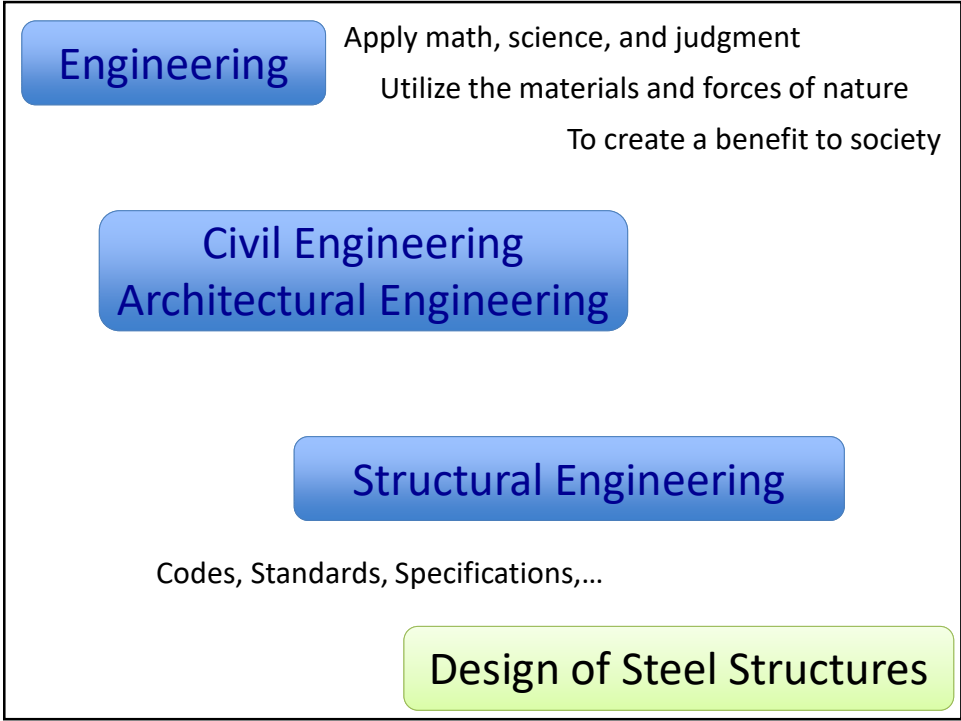 Engineering
Apply math, science, and judgment
Utilize the materials and forces of nature
To create a benefit to society
Civil Engineering
Architectural Engineering
Structural Engineering
Codes, Standards, Specifications,...
Design of Steel Structures